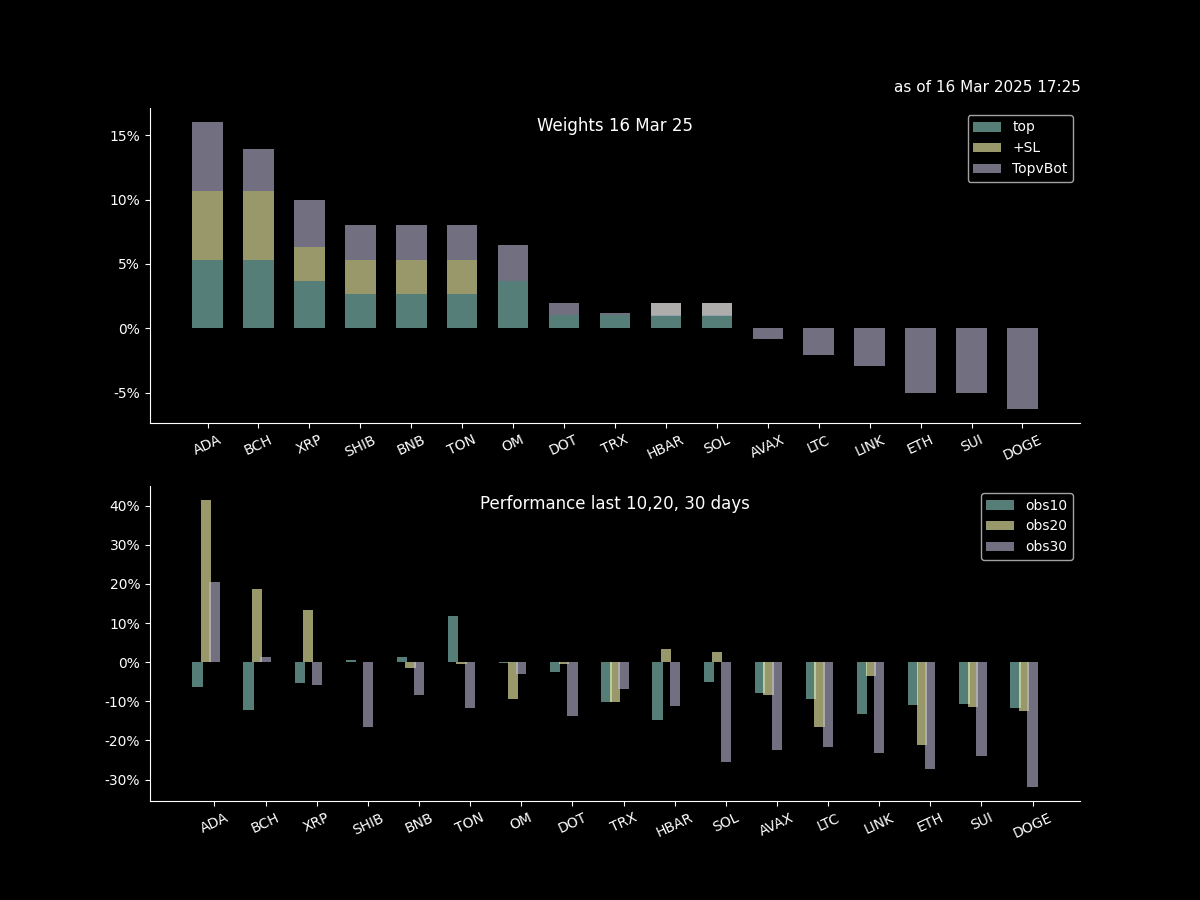 as of 16 Mar 2025 17:25
Weights 16 Mar 25
top
+SL
TopvBot
15%
10%
5%
0%
-5%
ADA BCH XRP SHIB BNB TON OM DOT TRX HBAR SOL AVAX LTC LINK ETH SUI DOGE
Performance last 10,20, 30 days
obs10
obs20
obs30
40%
30%
20%
10%
0%
-10%
-20%
-30%
ADA BCH XRP SHIB BNB TON OM DOT TRX HBAR SOL AVAX LTC LINK ETH SUI DOGE